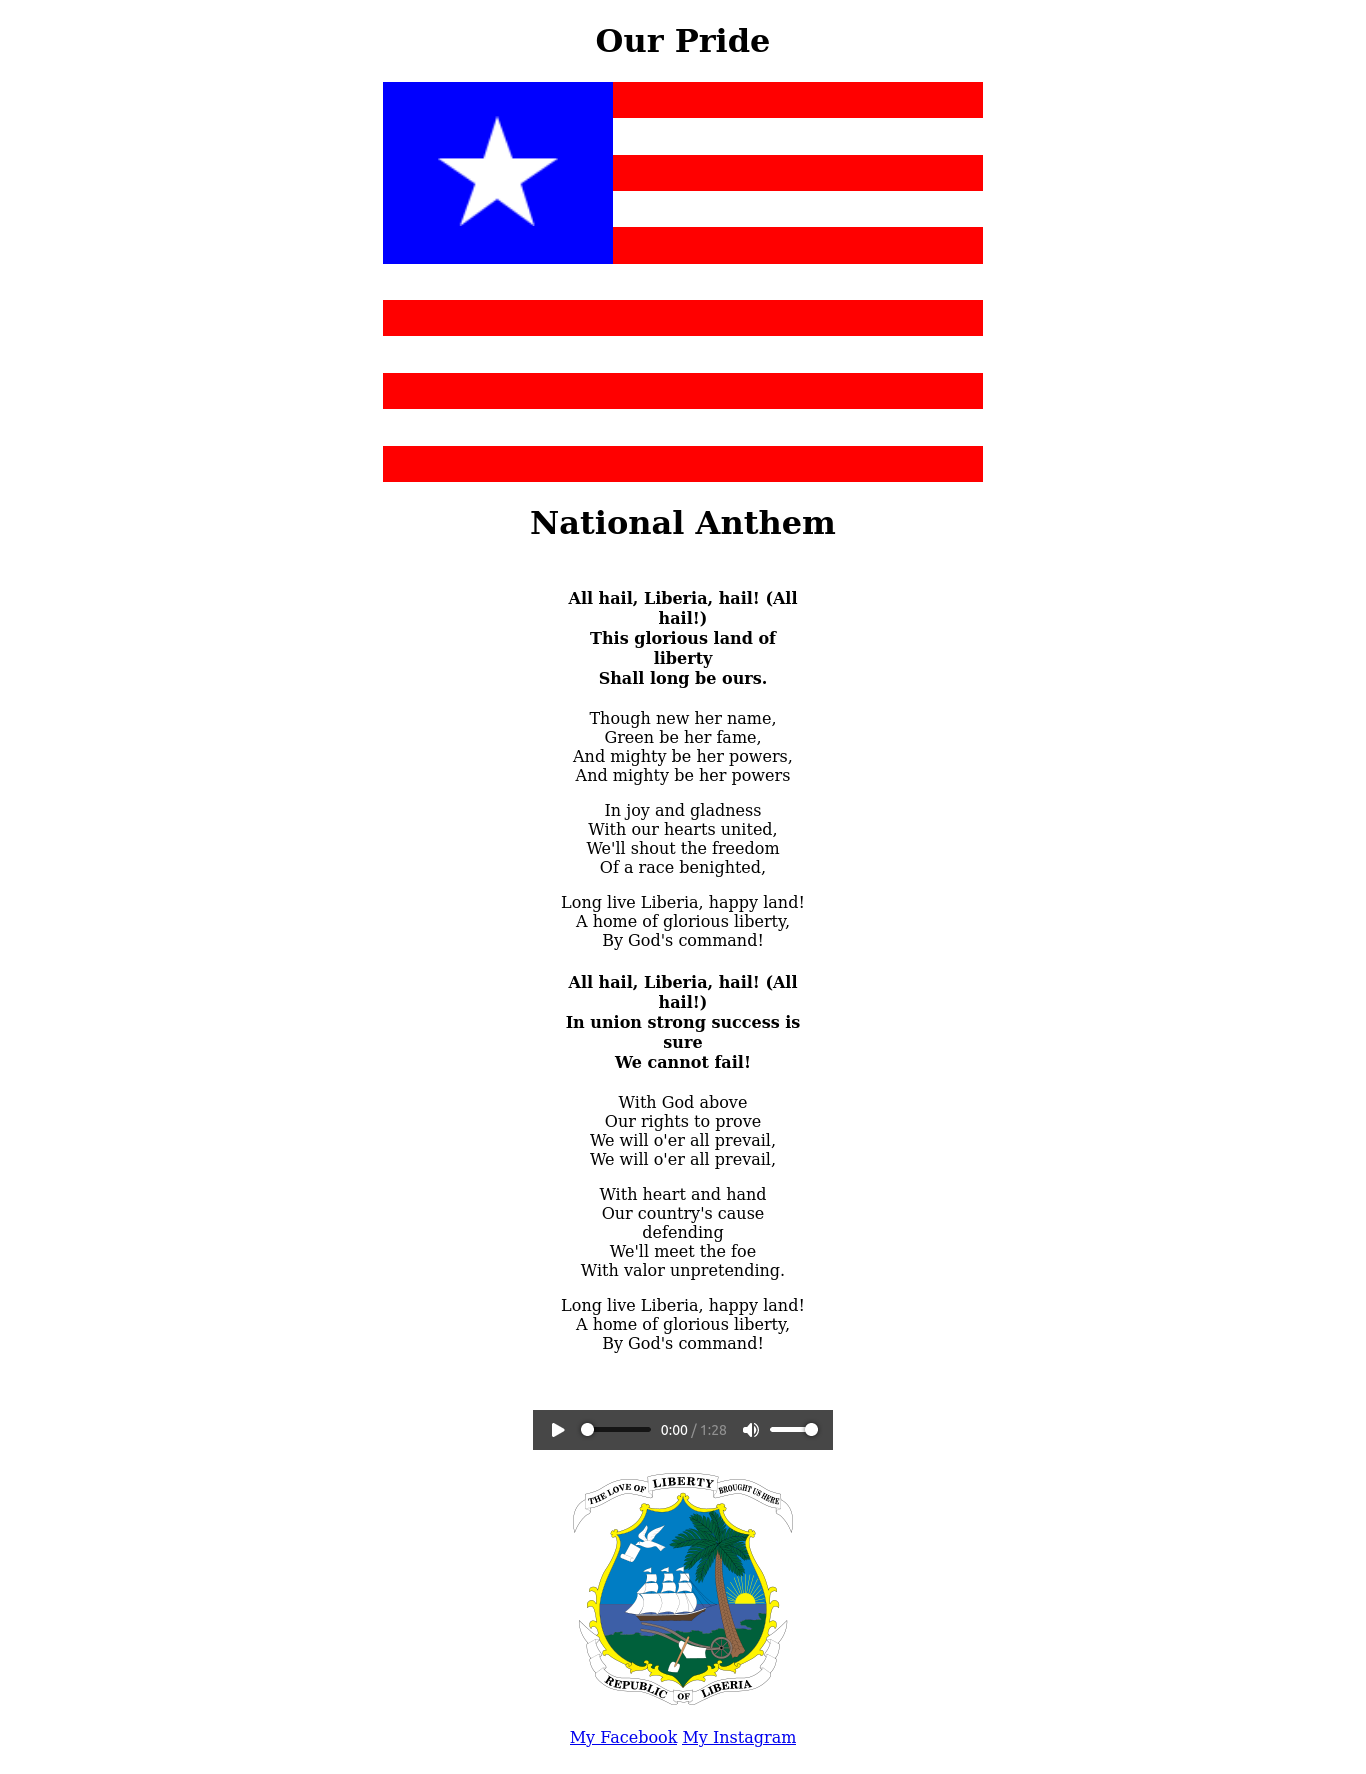 Our Pride
National Anthem
All hail, Liberia, hail! (All
hail!)
This glorious land of
liberty
Shall long be ours.
Though new her name,
Green be her fame,
And mighty be her powers,
And mighty be her powers
In joy and gladness
With our hearts united,
We'll shout the freedom
Of a race benighted,
Long live Liberia, happy land!
A home of glorious liberty,
By God's command!
All hail, Liberia, hail! (All
hail!)
In union strong success is
sure
We cannot fail!
With God above
Our rights to prove
We will o'er all prevail,
We will o'er all prevail,
With heart and hand
Our country's cause
defending
We'll meet the foe
With valor unpretending.
Long live Liberia, happy land!
A home of glorious liberty,
By God's command!
0:00 / 1:28
THE LOVE OF LIBERTY BROUGHT US HERE
REPUBLIC OF LIBERIA
My Facebook My Instagram